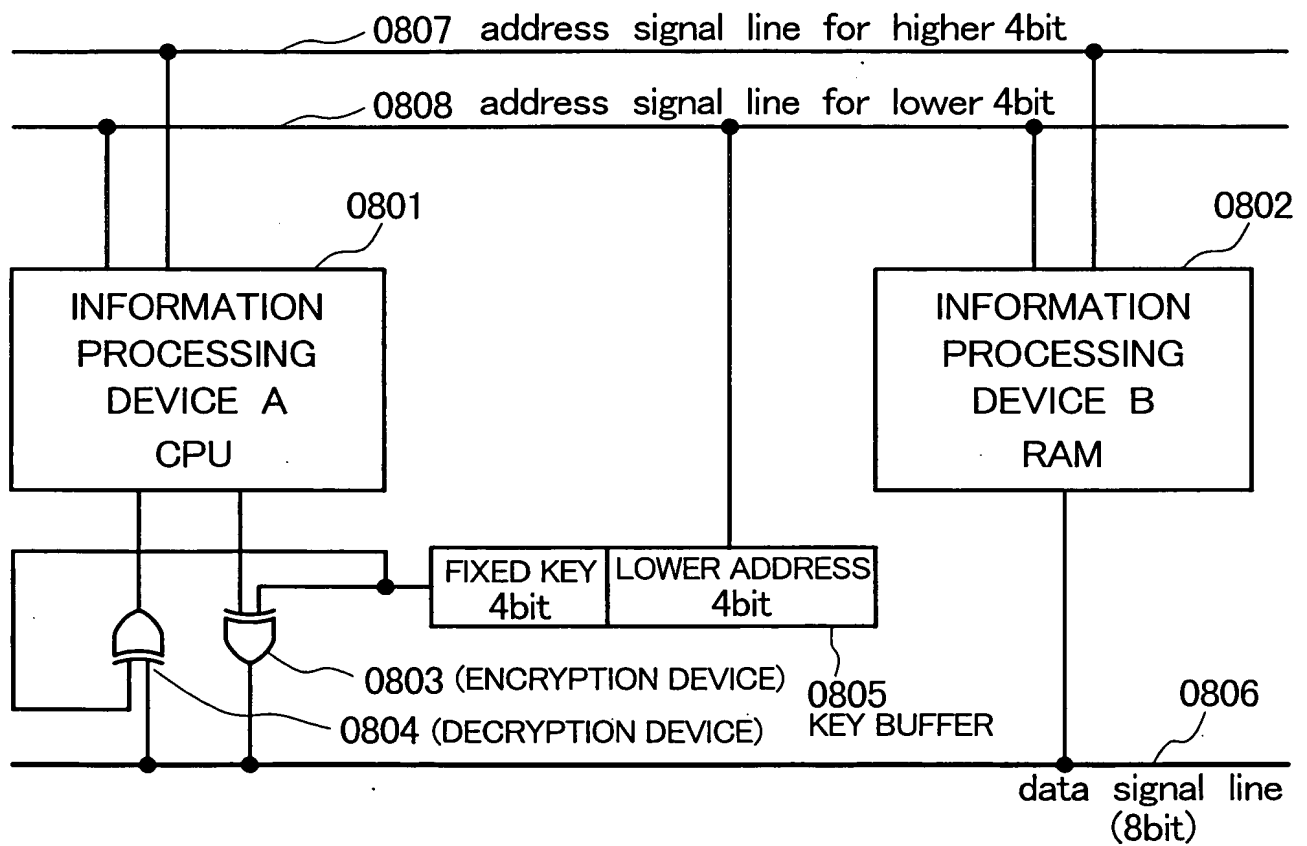 0807 address signal line for higher 4bit
0808 address signal line for lower 4bit
0801
0802
INFORMATION
PROCESSING
DEVICE A
CPU
INFORMATION
PROCESSING
DEVICE B
RAM
FIXED KEY
4bit
LOWER ADDRESS
4bit
0803 (ENCRYPTION DEVICE)
0804 (DECRYPTION DEVICE)
0805
KEY BUFFER
0806
data signal line
(8bit)